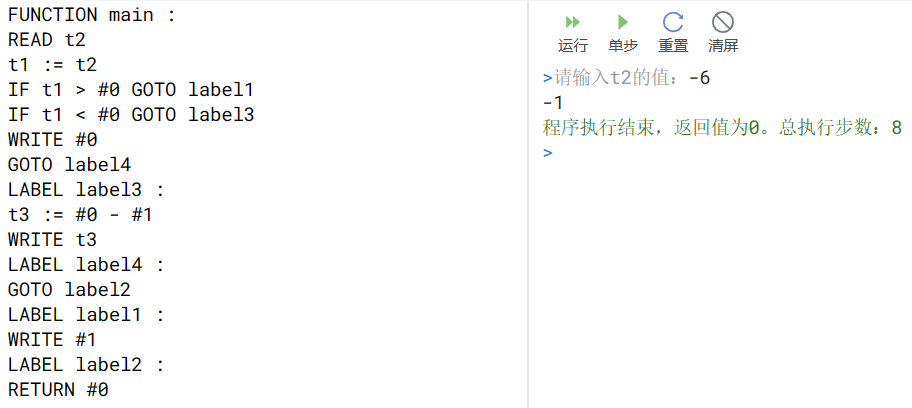 FUNCTION main :
READ t2
t1 := t2
IF t1 > #0 GOTO label1
IF t1 < #0 GOTO label3
WRITE #0
GOTO label4
LABEL label3 :
t3 := #0 - #1
WRITE t3
LABEL label4 :
GOTO label2
LABEL label1 :
WRITE #1
LABEL label2 :
RETURN #0
运行 单步 重置 清屏
>请输入t2的值：-6
-1
程序执行结束，返回值为0。总执行步数：8
>